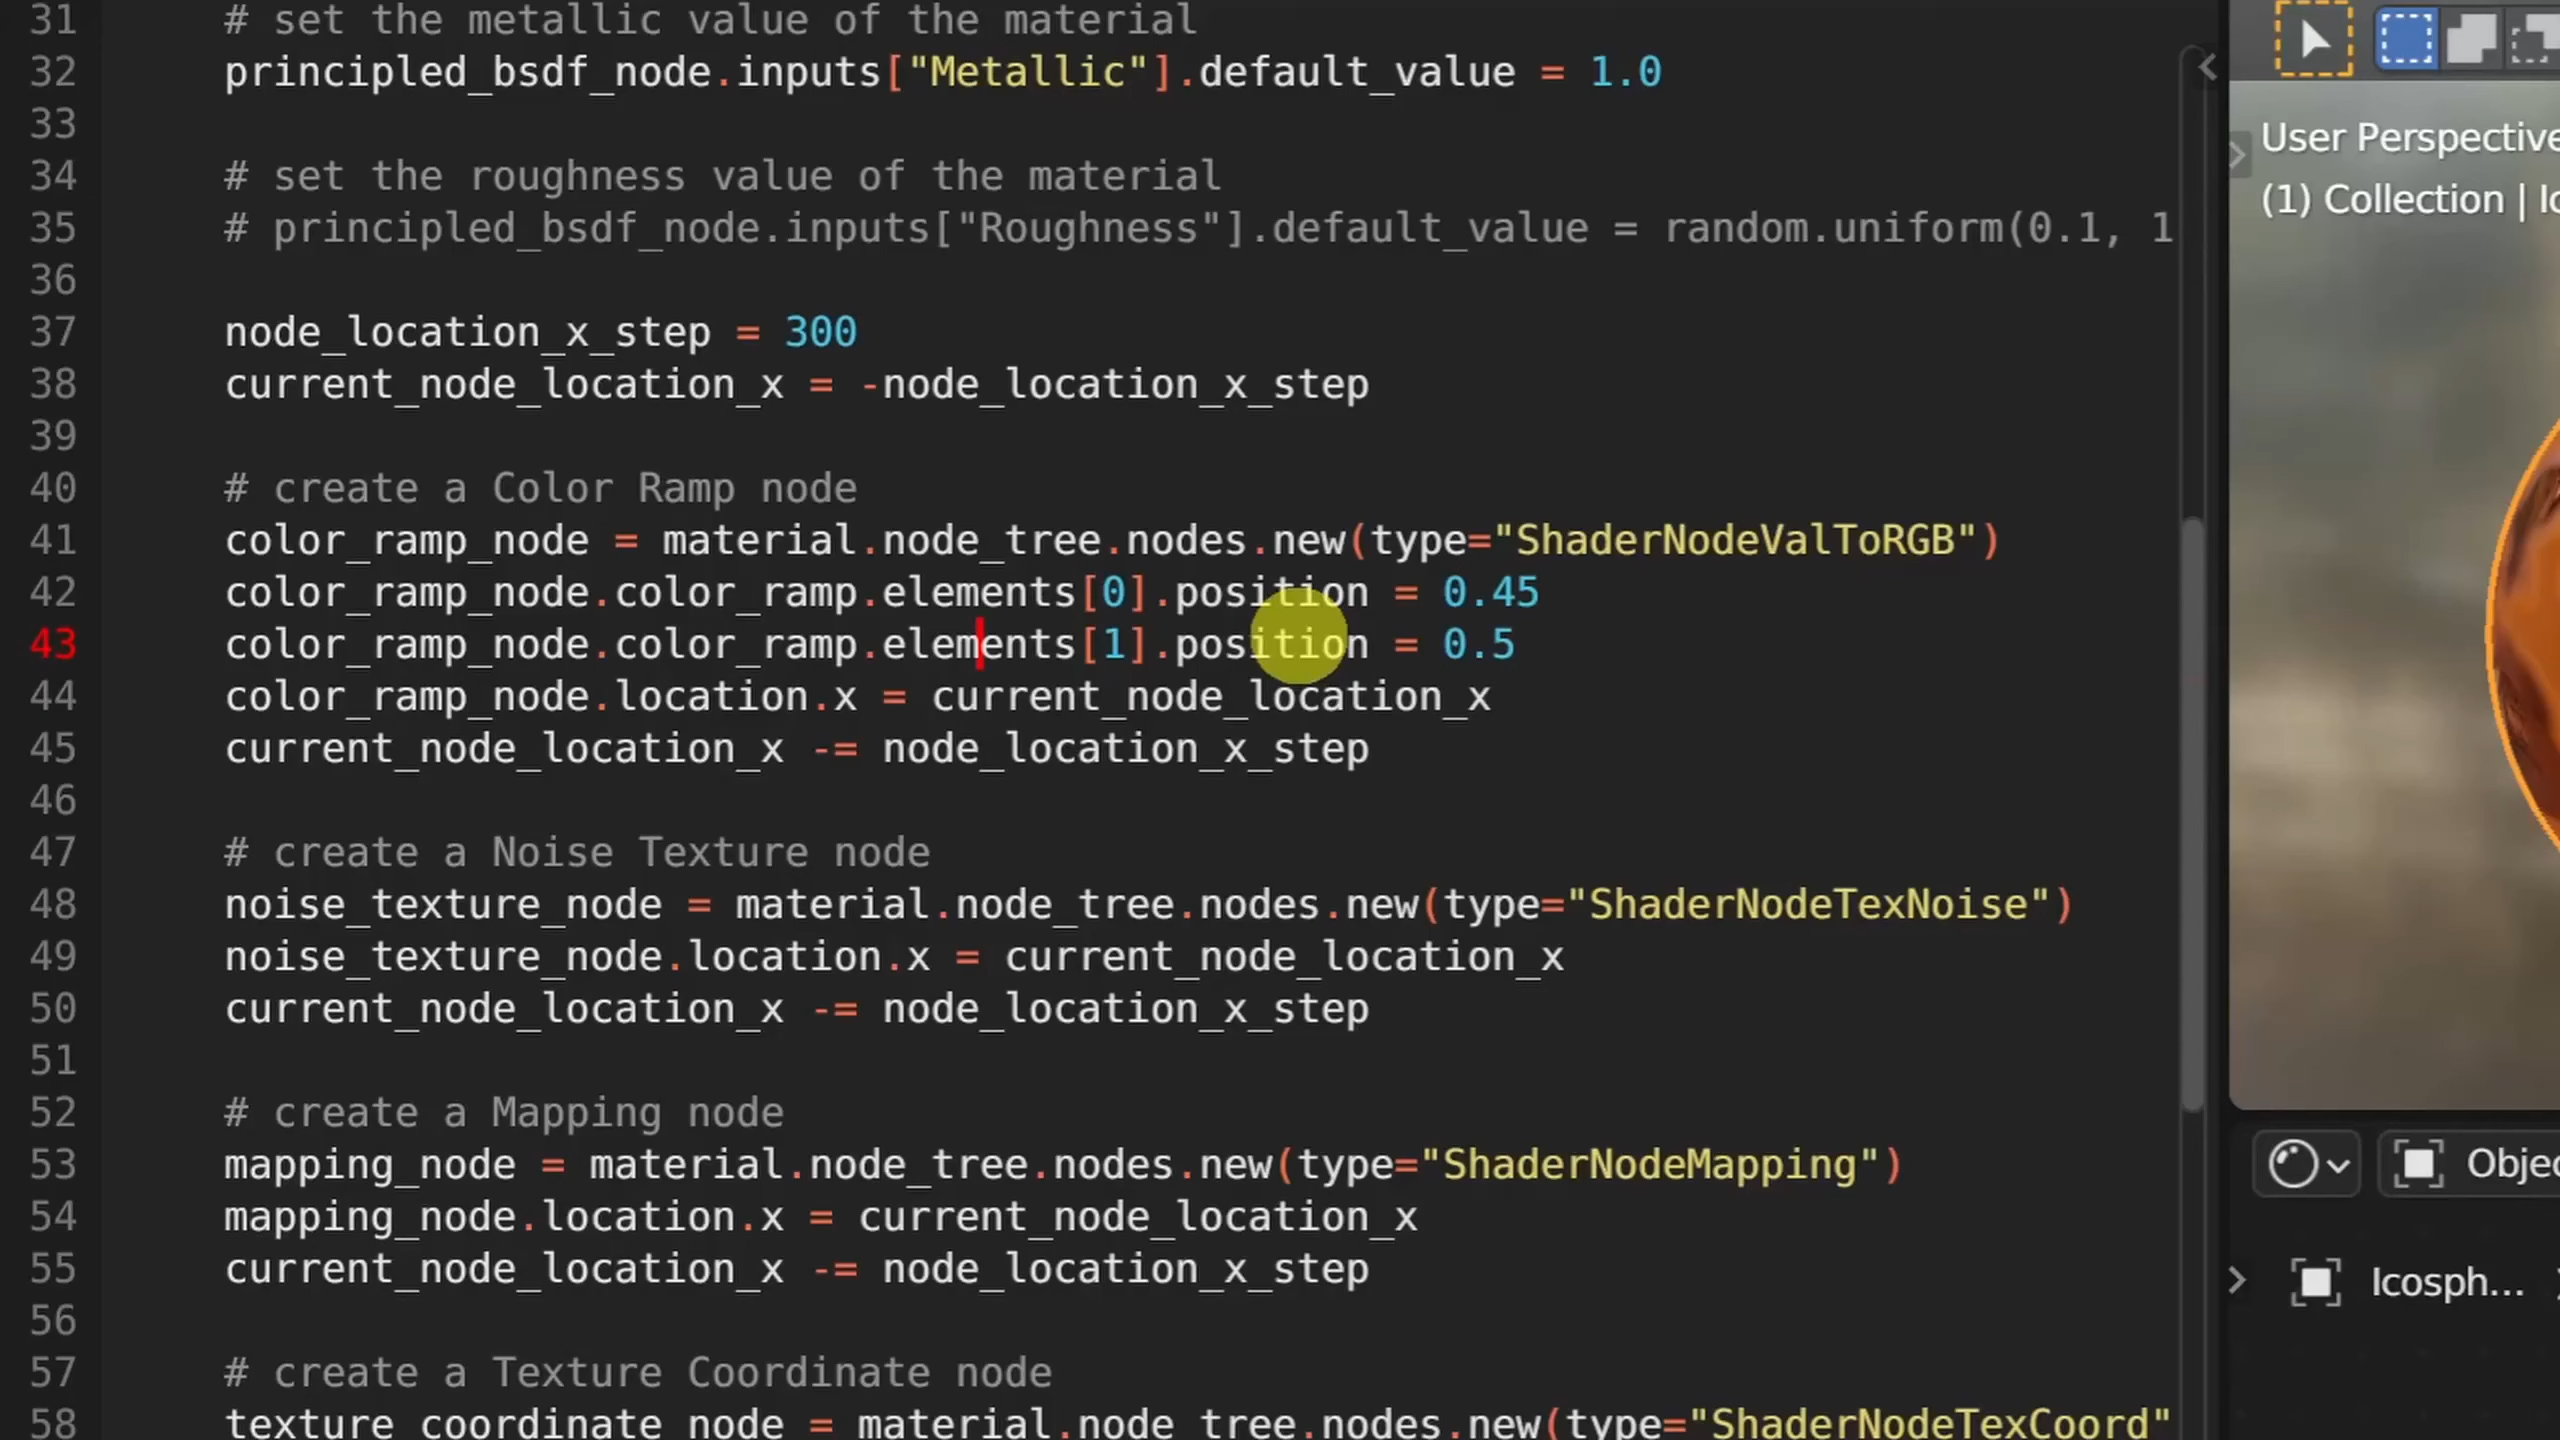 31 # set the metallic value of the material
32 principled_bsdf_node.inputs["Metallic"].default_value = 1.0
33
34 # set the roughness value of the material
35 # principled_bsdf_node.inputs["Roughness"].default_value = random.uniform(0.1, 1
36
37 node_location_x_step = 300
38 current_node_location_x = -node_location_x_step
39
40 # create a Color Ramp node
41 color_ramp_node = material.node_tree.nodes.new(type="ShaderNodeValToRGB")
42 color_ramp_node.color_ramp.elements[0].position = 0.45
43 color_ramp_node.color_ramp.elements[1].position = 0.5
44 color_ramp_node.location.x = current_node_location_x
45 current_node_location_x -= node_location_x_step
46
47 # create a Noise Texture node
48 noise_texture_node = material.node_tree.nodes.new(type="ShaderNodeTexNoise")
49 noise_texture_node.location.x = current_node_location_x
50 current_node_location_x -= node_location_x_step
51
52 # create a Mapping node
53 mapping_node = material.node_tree.nodes.new(type="ShaderNodeMapping")
54 mapping_node.location.x = current_node_location_x
55 current_node_location_x -= node_location_x_step
56
57 # create a Texture Coordinate node
58 texture_coordinate_node = material.node_tree.nodes.new(type="ShaderNodeTexCoord"
User Perspective
(1) Collection |
Objec
Icosph...